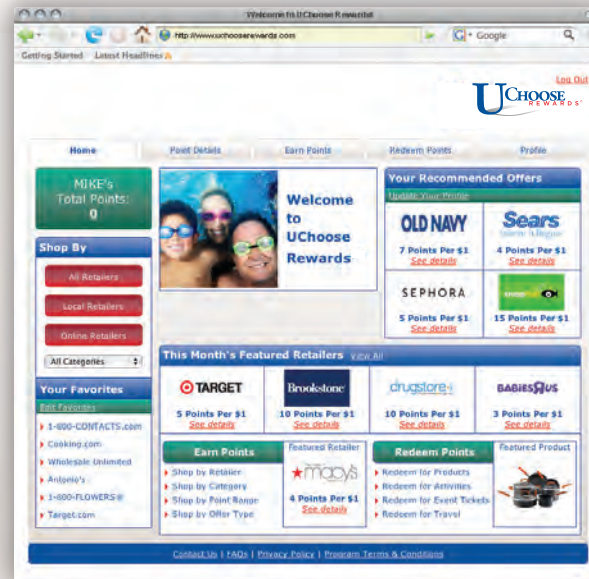 Welcome to UChoose Rewards
http://www.uchooserewards.com
G Google
Getting Started Latest Headlines
Log Out
UCHOOSE
REWARDS®
Home Point Details Earn Points Redeem Points Profile
MIKE's
Total Points:
0
Shop By
All Retailers
Local Retailers
Online Retailers
All Categories
Your Favorites
Edit Favorites
1-800-CONTACTS.com
Cooking.com
Wholesale Unlimited
Antonio's
1-800-FLOWERS®
Target.com
Welcome
to
UChoose
Rewards
Your Recommended Offers
Update Your Profile
OLD NAVY
7 Points Per $1
See details
Sears
4 Points Per $1
See details
SEPHORA
5 Points Per $1
See details
15 Points Per $1
See details
This Month's Featured Retailers View All
TARGET
5 Points Per $1
See details
Brookstone
10 Points Per $1
See details
drugstore
10 Points Per $1
See details
BABIES"R"US
3 Points Per $1
See details
Earn Points
Shop by Retailer
Shop by Category
Shop by Point Range
Shop by Offer Type
Featured Retailer
macy's
4 Points Per $1
See details
Redeem Points
Redeem for Products
Redeem for Activities
Redeem for Event Tickets
Redeem for Travel
Featured Product
Contact Us | FAQs | Privacy Policy | Program Terms & Conditions